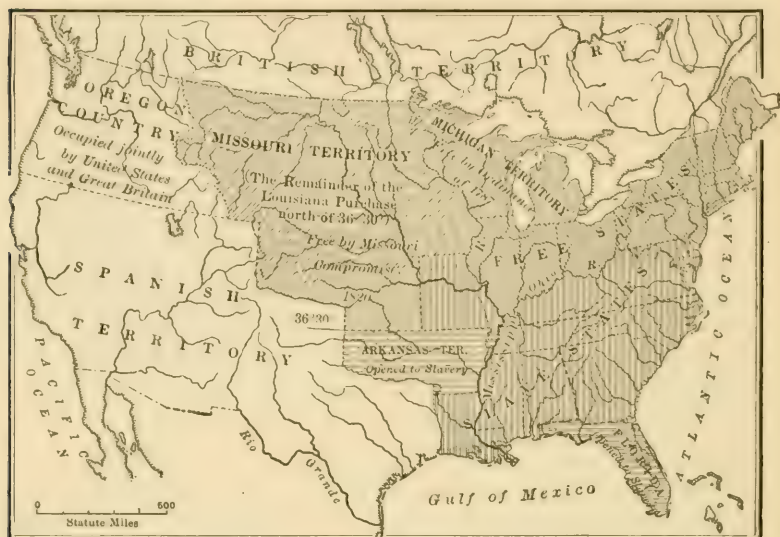 BRITISH TERRITORY
OREGON
COUNTRY
Occupied jointly
by United States
and Great Britain
MISSOURI TERRITORY
(The Remainder of the
Louisiana Purchase
north of 36°30')
Free by Missouri
Compromise
1820
MICHIGAN TERRITORY
FREE STATES
SPANISH
TERRITORY
36°30'
ARKANSAS TER.
Opened to Slavery
FLORIDA
PACIFIC
OCEAN
ATLANTIC OCEAN
Rio Grande
Gulf of Mexico
0 600
Statute Miles